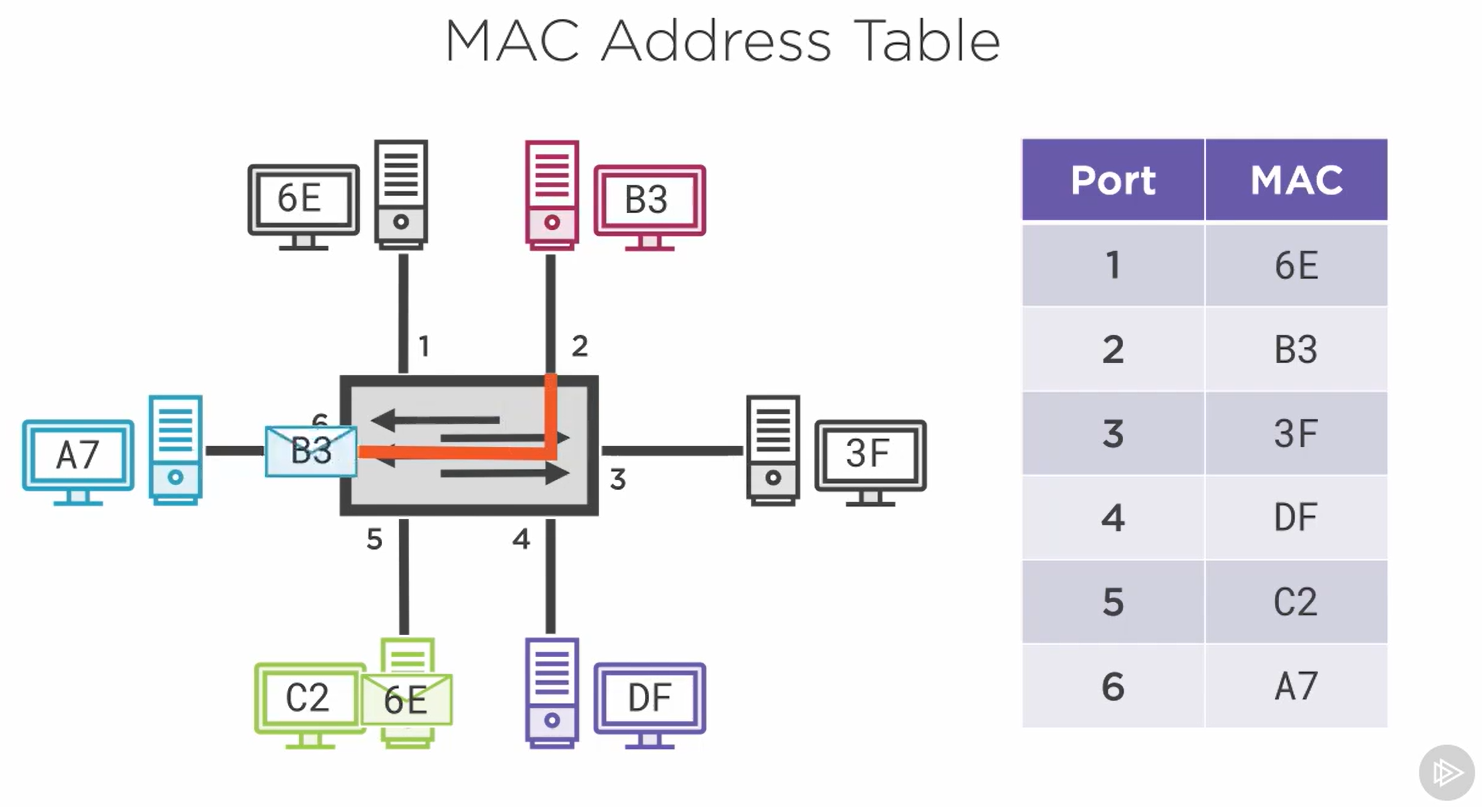 MAC Address Table
6E
B3
1
2
A7
6
B3
3
3F
5
4
C2
6E
DF
Port MAC
1 6E
2 B3
3 3F
4 DF
5 C2
6 A7